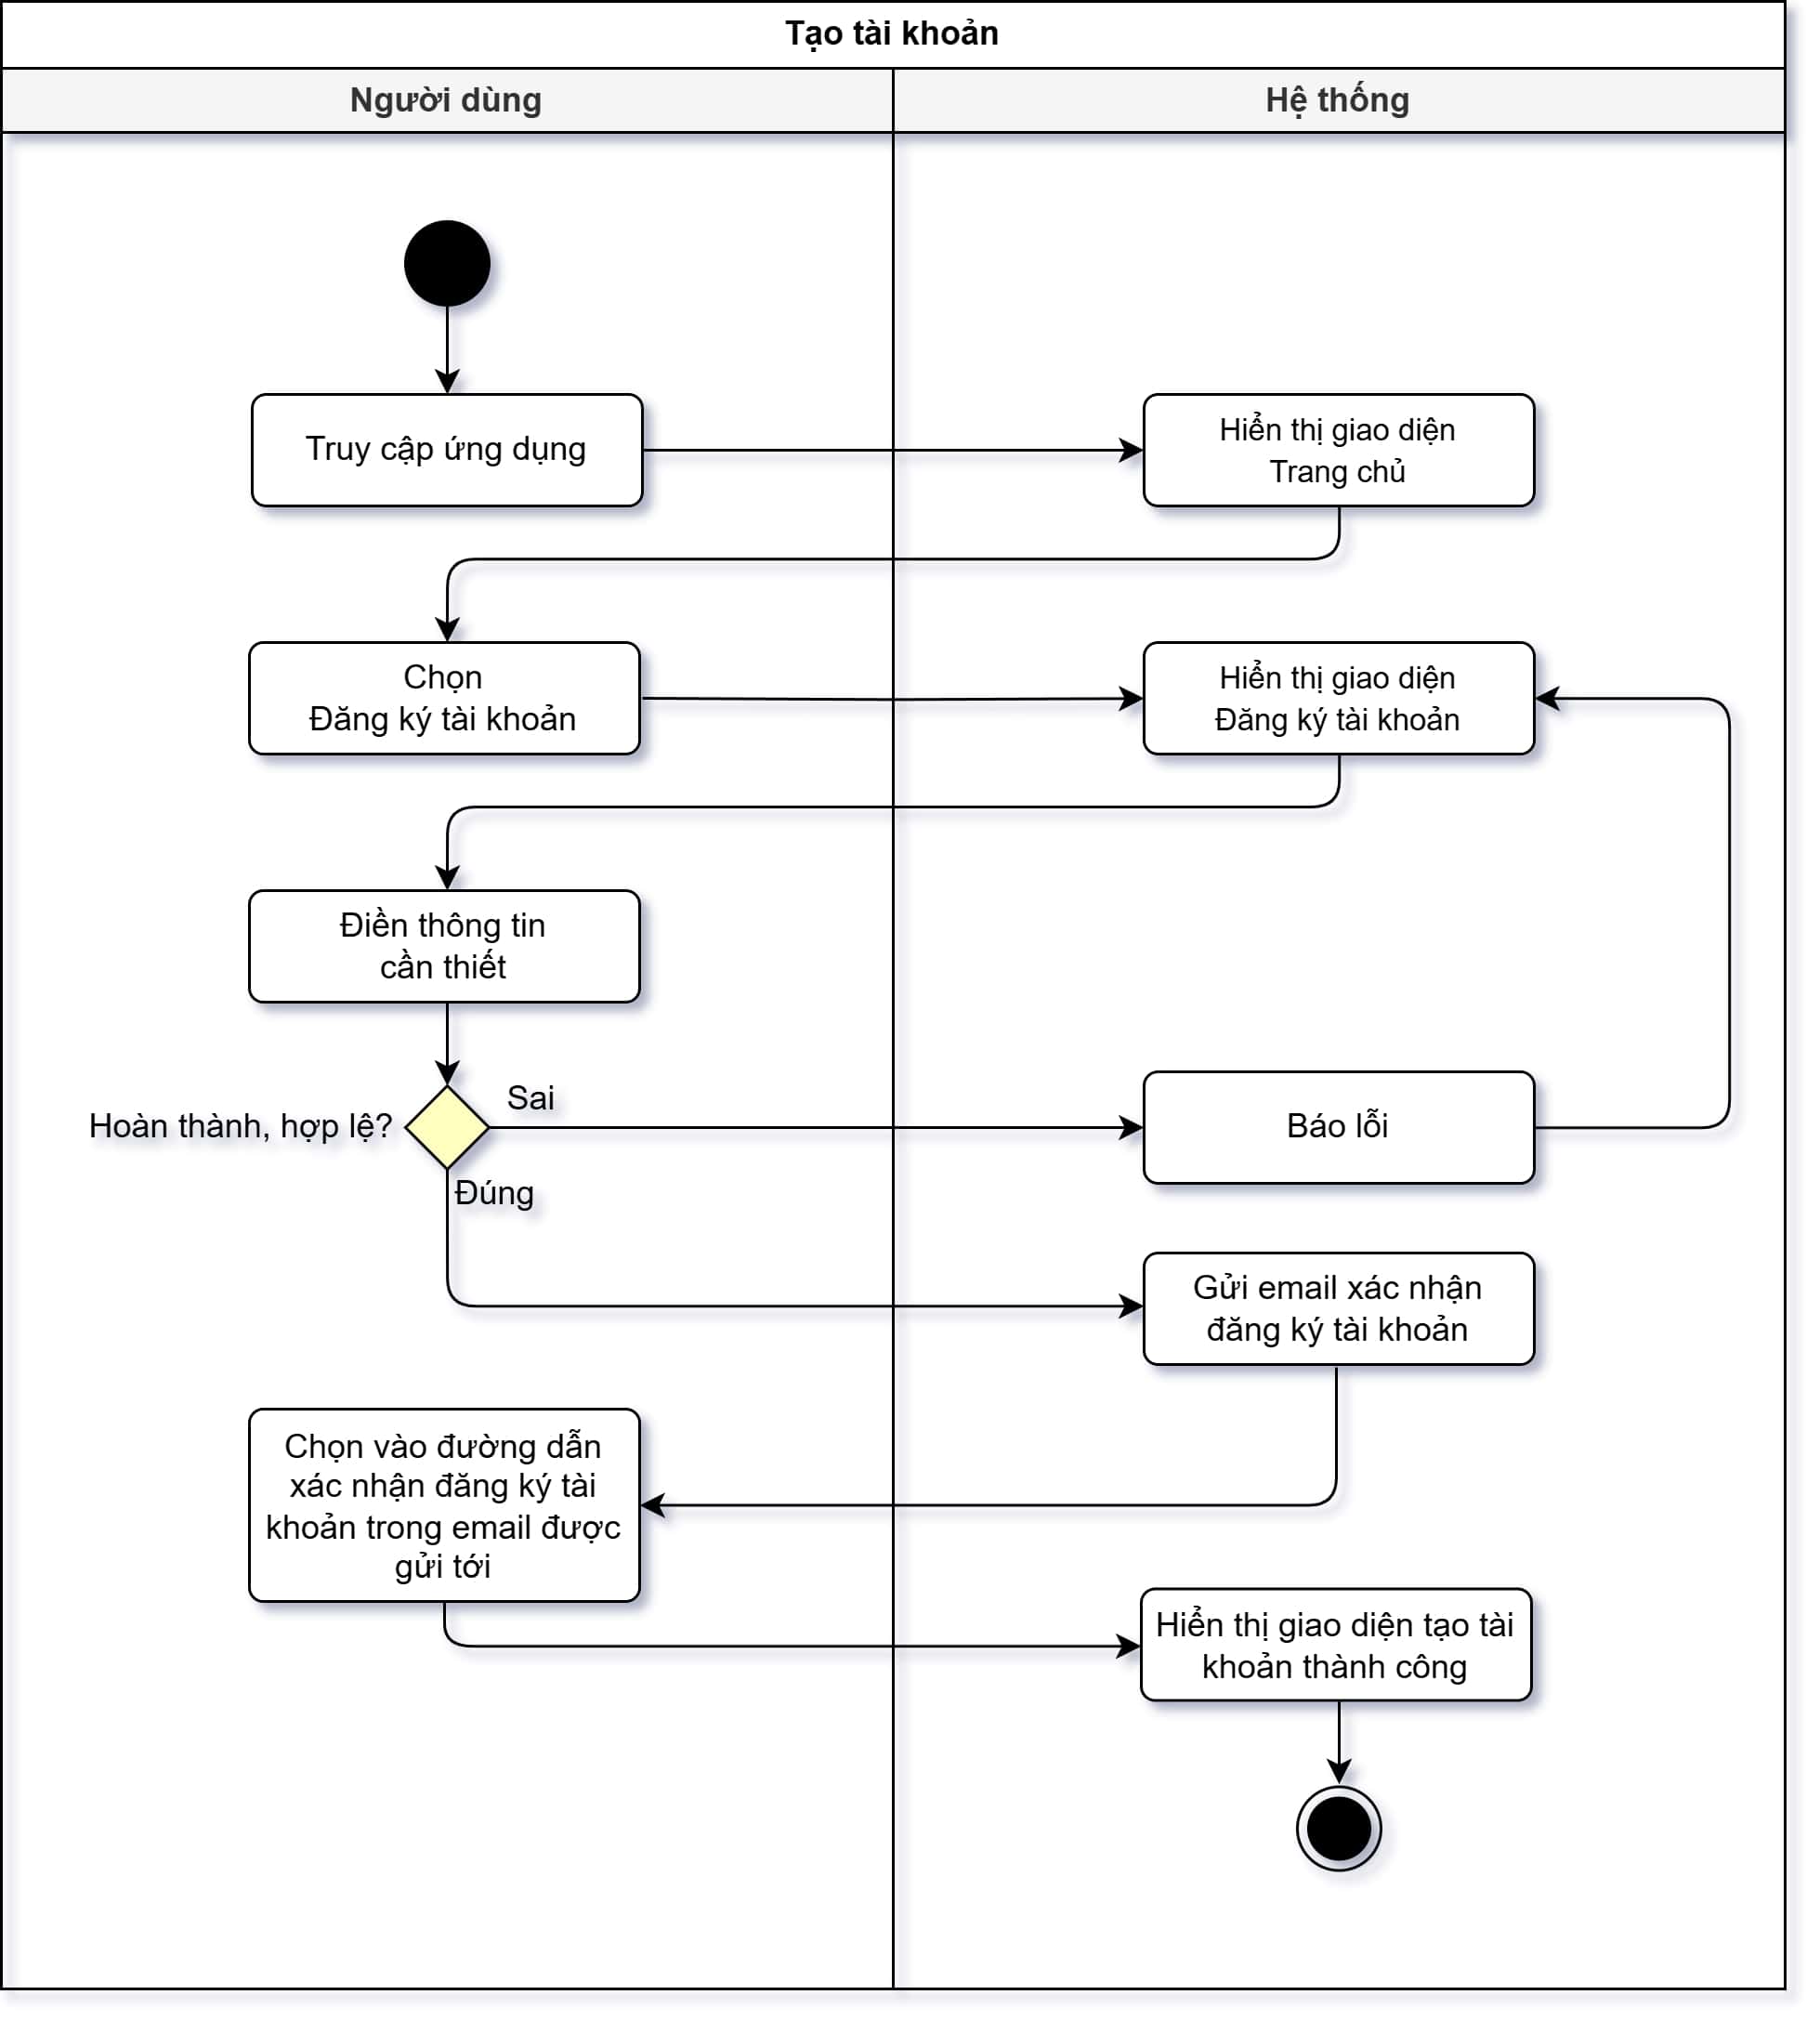 Tạo tài khoản
Người dùng
Hệ thống
Truy cập ứng dụng
Hiển thị giao diện
Trang chủ
Chọn
Đăng ký tài khoản
Hiển thị giao diện
Đăng ký tài khoản
Điền thông tin
cần thiết
Hoàn thành, hợp lệ?
Sai
Báo lỗi
Đúng
Gửi email xác nhận
đăng ký tài khoản
Chọn vào đường dẫn
xác nhận đăng ký tài
khoản trong email được
gửi tới
Hiển thị giao diện tạo tài
khoản thành công